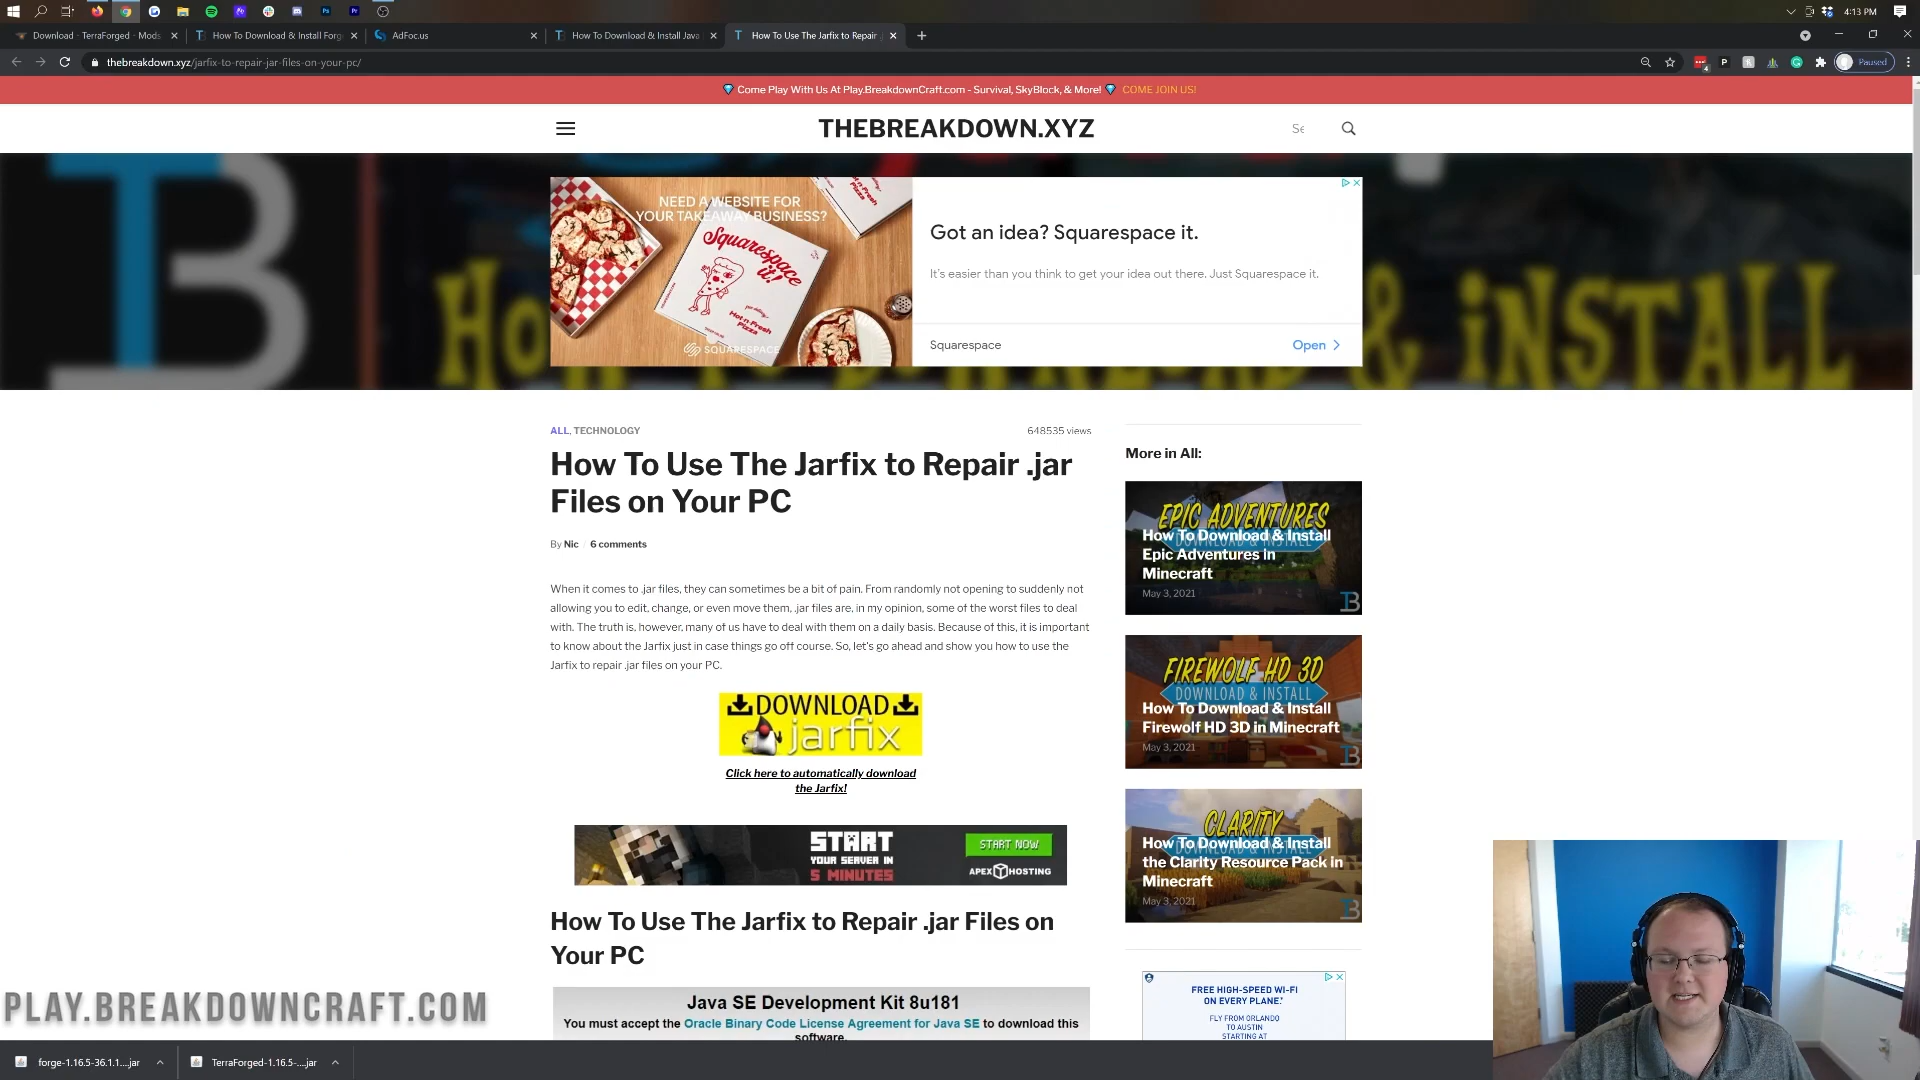 4:13 PM
Download - TerraForged - Mods
How To Download & Install Forg
AdFoc.us
How To Download & Install Java
How To Use The Jarfix to Repair .
thebreakdown.xyz/jarfix-to-repair-jar-files-on-your-pc/
Paused
Come Play With Us At Play.BreakdownCraft.com - Survival, SkyBlock, & More! COME JOIN US!
THEBREAKDOWN.XYZ
Se
NEED A WEBSITE FOR
YOUR TAKEAWAY BUSINESS?
Squarespace
it!
Hot n Fresh
Pizza
SQUARESPACE
Got an idea? Squarespace it.
It's easier than you think to get your idea out there. Just Squarespace it.
Squarespace
Open
& iNSTALL
ALL, TECHNOLOGY
648535 views
How To Use The Jarfix to Repair .jar
Files on Your PC
By Nic / 6 comments
When it comes to .jar files, they can sometimes be a bit of pain. From randomly not opening to suddenly not
allowing you to edit, change, or even move them, .jar files are, in my opinion, some of the worst files to deal
with. The truth is, however, many of us have to deal with them on a daily basis. Because of this, it is important
to know about the Jarfix just in case things go off course. So, let's go ahead and show you how to use the
Jarfix to repair .jar files on your PC.
DOWNLOAD
jarfix
Click here to automatically download
the Jarfix!
START
YOUR SERVER IN
5 MINUTES
START NOW
APEX HOSTING
How To Use The Jarfix to Repair .jar Files on
Your PC
Java SE Development Kit 8u181
You must accept the Oracle Binary Code License Agreement for Java SE to download this
software.
More in All:
EPIC ADVENTURES
DOWNLOAD & INSTALL
How To Download & Install
Epic Adventures in
Minecraft
May 3, 2021
FIREWOLF HD 3D
DOWNLOAD & INSTALL
How To Download & Install
Firewolf HD 3D in Minecraft
May 3, 2021
CLARITY
How To Download & Install
the Clarity Resource Pack in
Minecraft
May 3, 2021
FREE HIGH-SPEED WI-FI
ON EVERY PLANE.*
FLY FROM ORLANDO
TO AUSTIN
STARTING AT
PLAY.BREAKDOWNCRAFT.COM
forge-1.16.5-36.1.1....jar
TerraForged-1.16.5-....jar